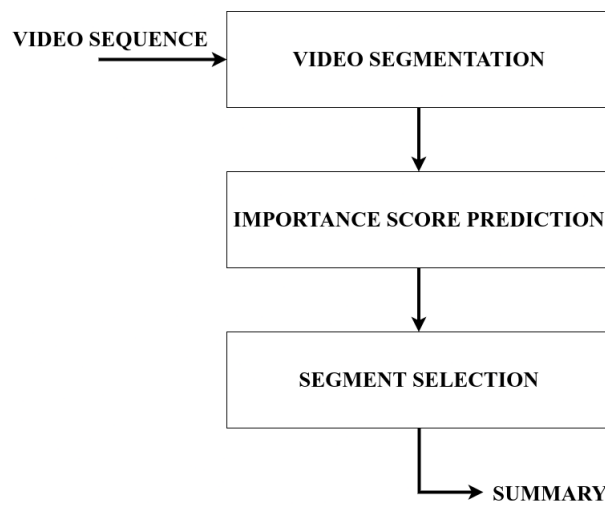 VIDEO SEQUENCE
VIDEO SEGMENTATION
IMPORTANCE SCORE PREDICTION
SEGMENT SELECTION
SUMMARY